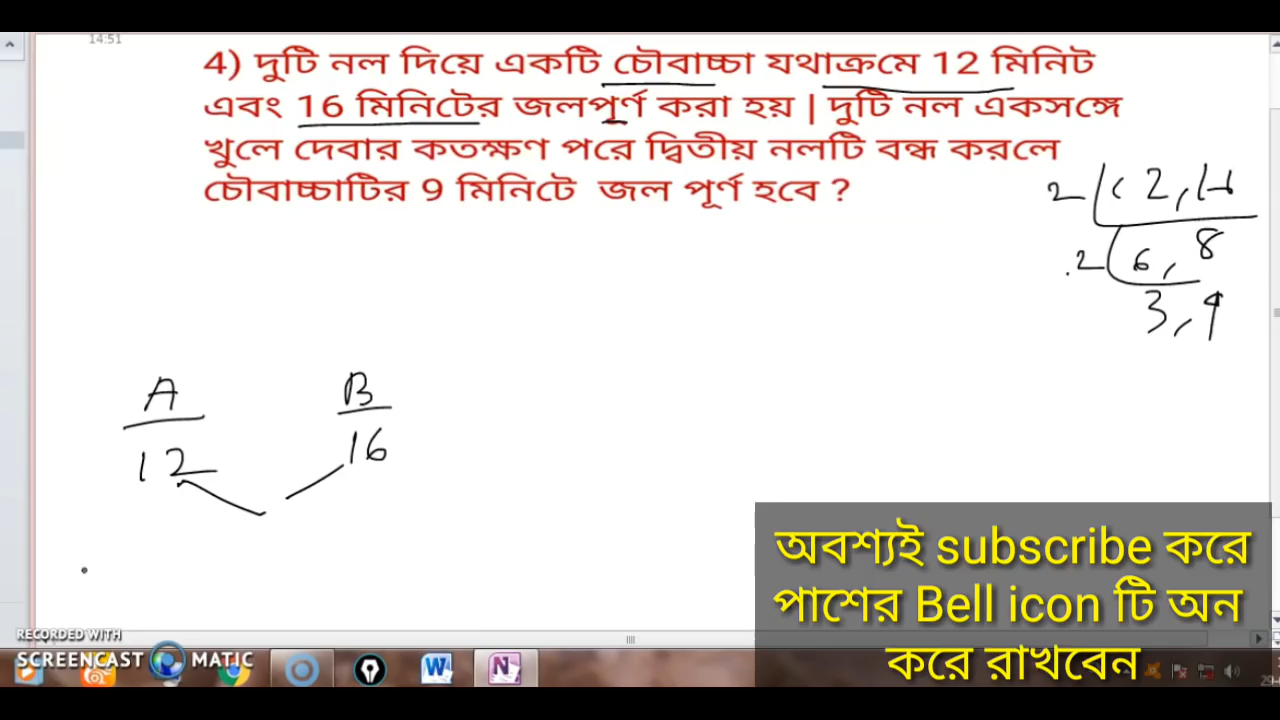 14:51
4) দুটি নল দিয়ে একটি চৌবাচ্চা যথাক্রমে 12 মিনিট
এবং 16 মিনিটের জলপূর্ণ করা হয় | দুটি নল একসঙ্গে
খুলে দেবার কতক্ষণ পরে দ্বিতীয় নলটি বন্ধ করলে
চৌবাচ্চাটির 9 মিনিটে জল পূর্ণ হবে ?
2 12, 16
2 6, 8
3, 4
A B
12 16
অবশ্যই subscribe করে
পাশের Bell icon টি অন
করে রাখবেন
RECORDED WITH
SCREENCAST MATIC